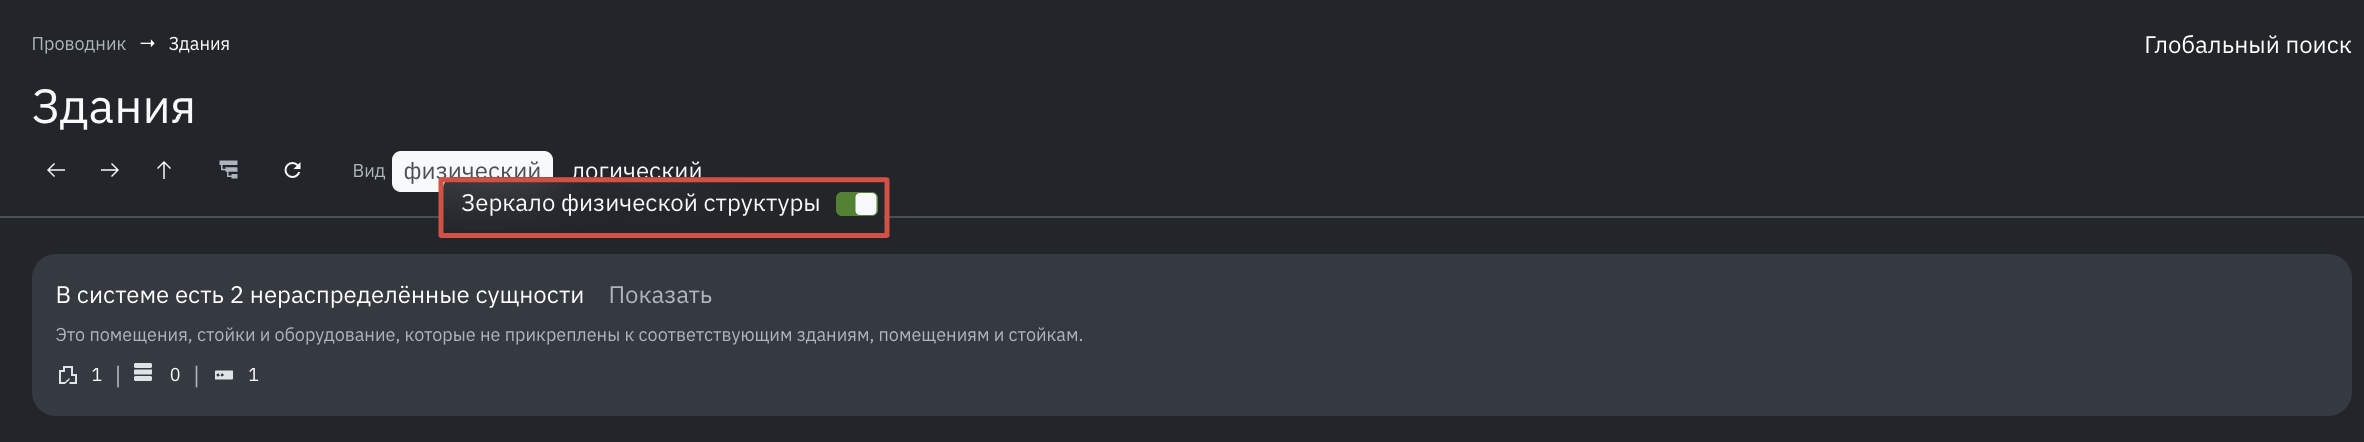 Проводник → Здания
Глобальный поиск
Здания
Вид физический логический
Зеркало физической структуры
В системе есть 2 нераспределённые сущности Показать
Это помещения, стойки и оборудование, которые не прикреплены к соответствующим зданиям, помещениям и стойкам.
1 | 0 | 1